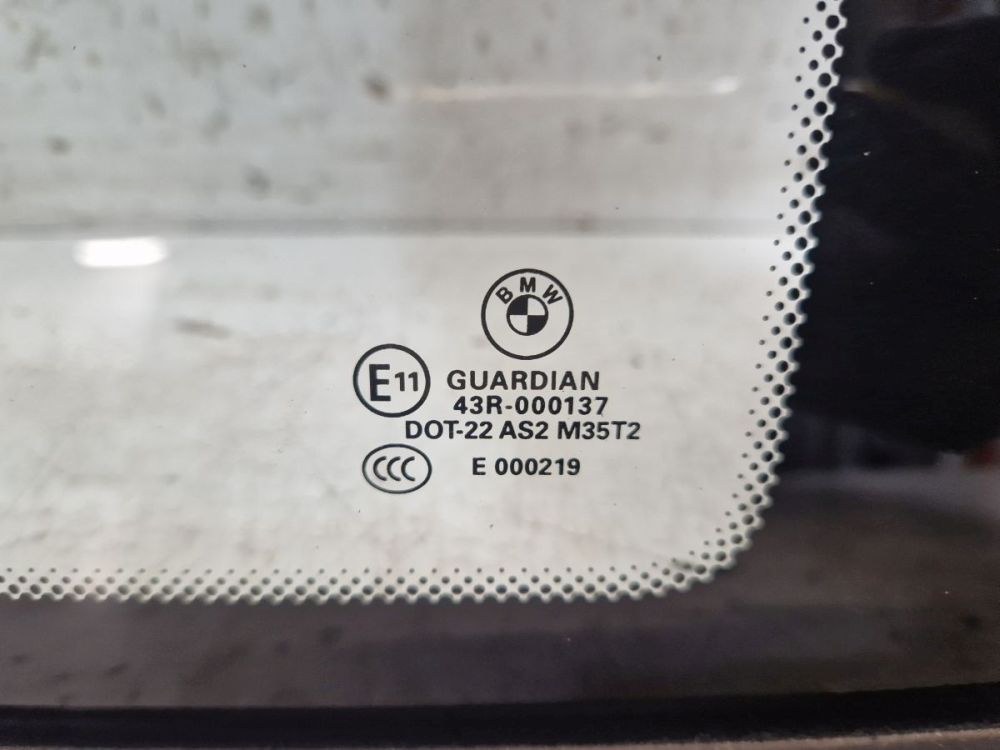 BMW
E11 GUARDIAN
43R-000137
DOT-22 AS2 M35T2
CCC E 000219